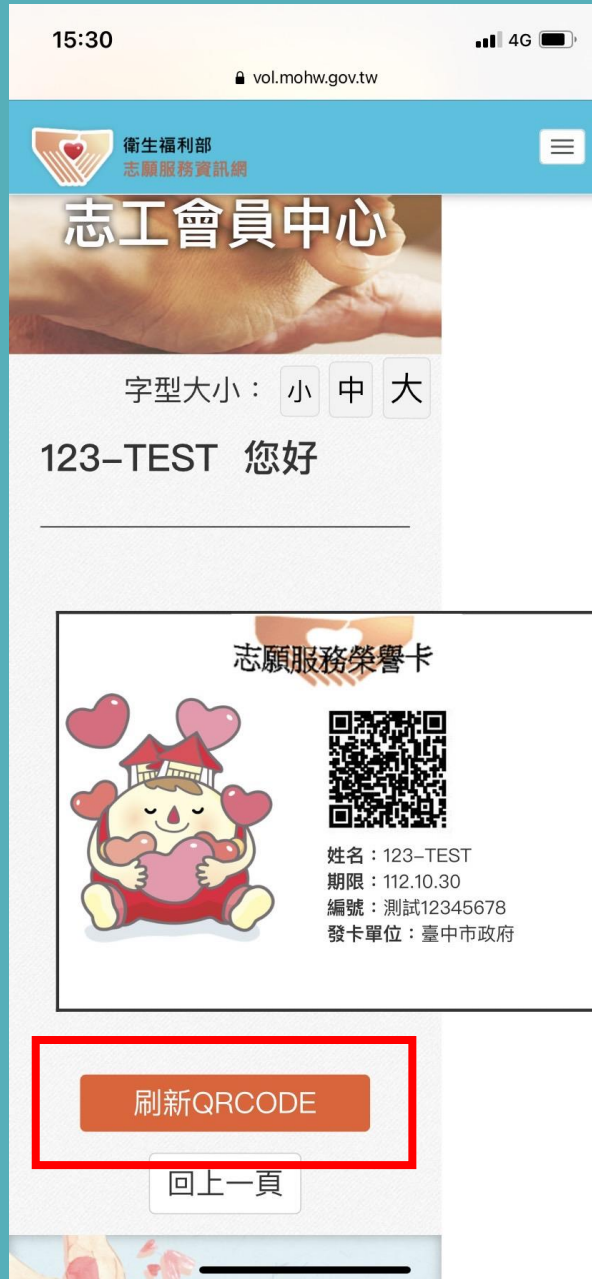 15:30
4G
vol.mohw.gov.tw
衛生福利部
志願服務資訊網
志工會員中心
字型大小： 小 中 大
123-TEST 您好
志願服務榮譽卡
姓名：123-TEST
期限：112.10.30
編號：測試12345678
發卡單位：臺中市政府
刷新QRCODE
回上一頁